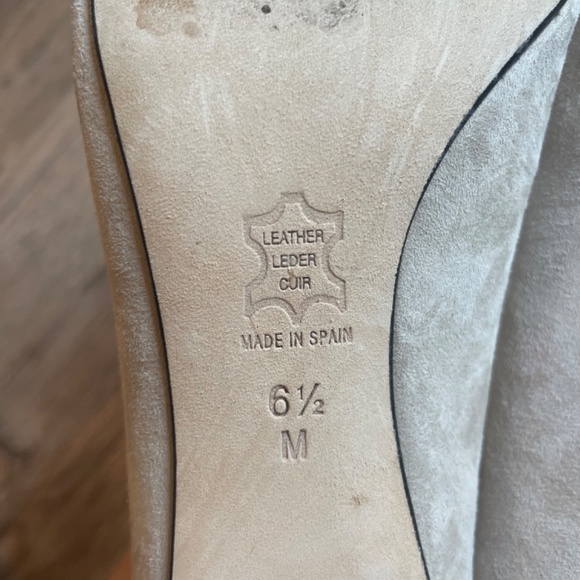 LEATHER
LEDER
CUIR
MADE IN SPAIN
6½
M